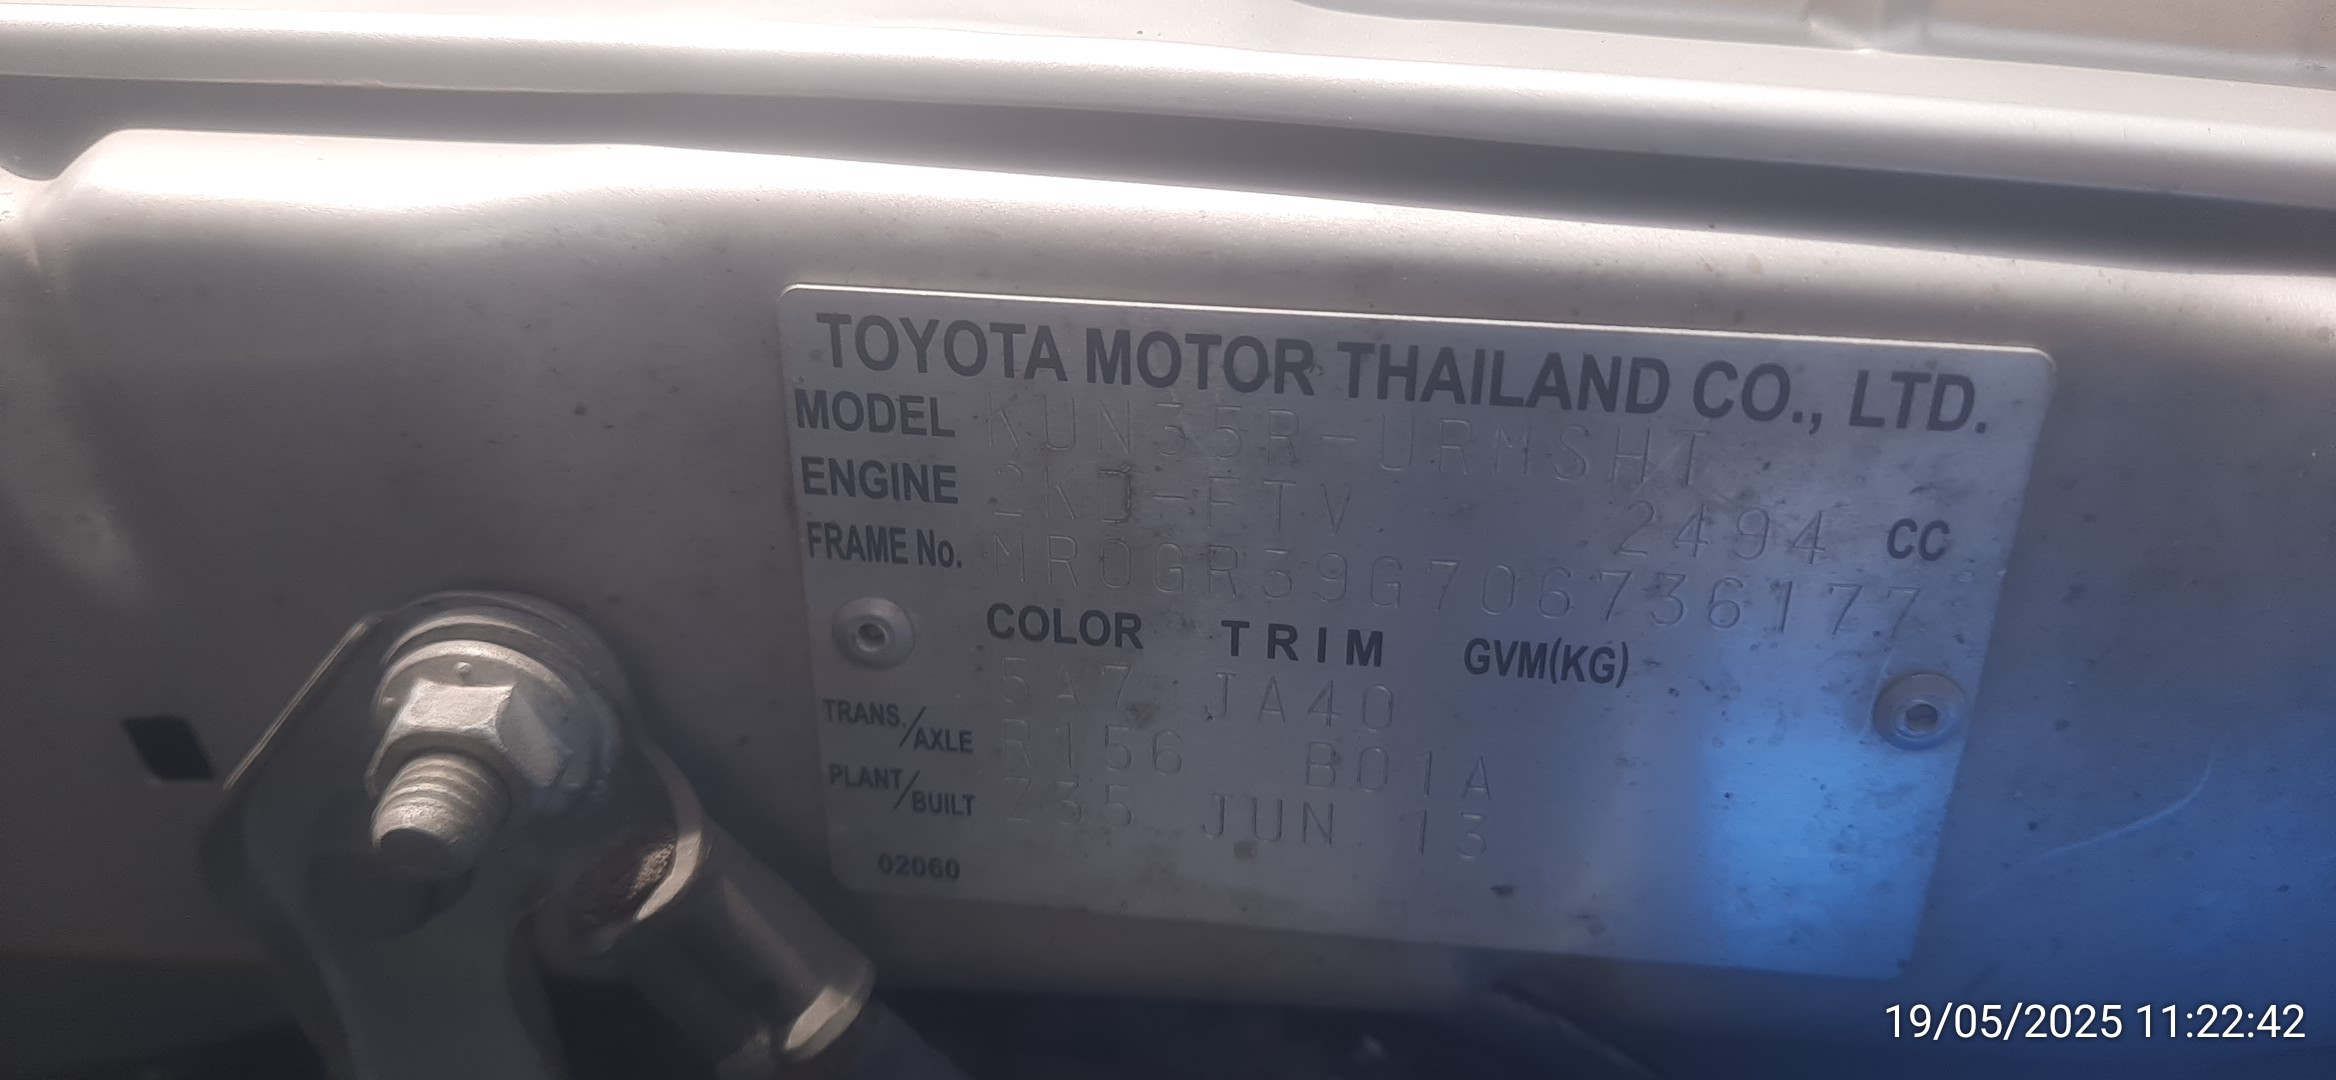 TOYOTA MOTOR THAILAND CO., LTD.
MODEL KUN35R-URMSHT
ENGINE 2KD-FTV 2494 CC
FRAME No. MR0GR39G706736177
COLOR TRIM GVM(KG)
5A7 JA40
TRANS./AXLE R156 B01A
PLANT/BUILT Z35 JUN 13
02060
19/05/2025 11:22:42